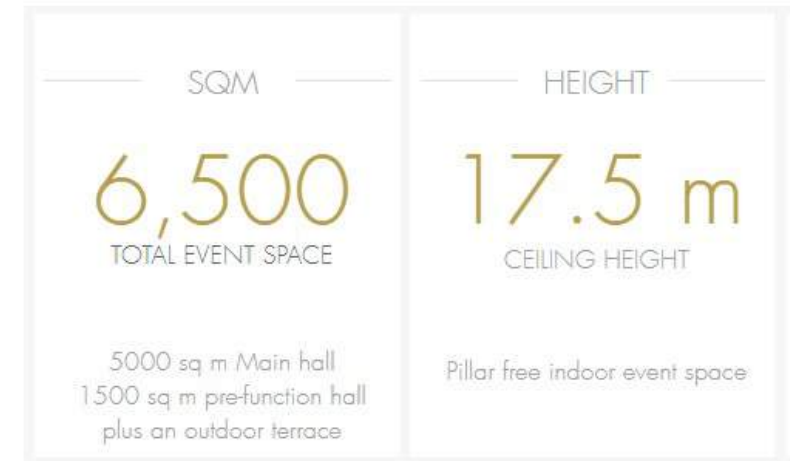 SQM
6,500
TOTAL EVENT SPACE
5000 sq m Main hall
1500 sq m pre-function hall
plus an outdoor terrace
HEIGHT
17.5 m
CEILING HEIGHT
Pillar free indoor event space